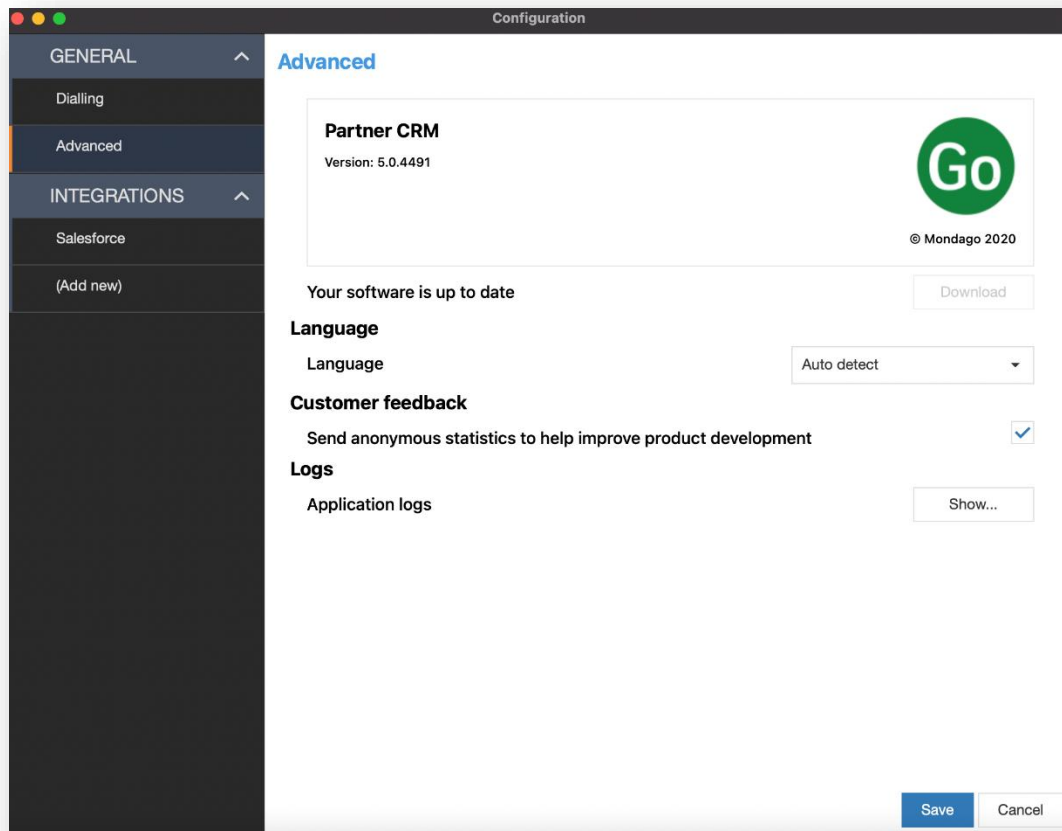 Configuration
GENERAL
Dialling
Advanced
INTEGRATIONS
Salesforce
(Add new)
Advanced
Partner CRM
Version: 5.0.4491
Go
© Mondago 2020
Your software is up to date
Download
Language
Language
Auto detect
Customer feedback
Send anonymous statistics to help improve product development
Logs
Application logs
Show...
Save
Cancel